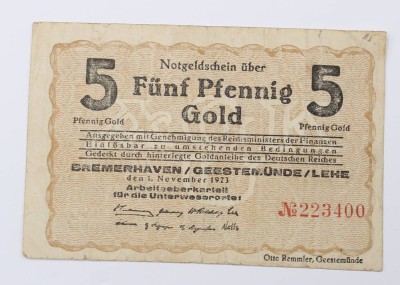 Notgeldschein über
5 Fünf Pfennig 5
Pfennig Gold Gold Pfennig Gold
Ausgegeben mit Genehmigung des Reichsministers der Finanzen
Einlösbar zu umstehenden Bedingungen
Gedeckt durch hinterlegte Goldanleihe des Deutschen Reiches
BREMERHAVEN/GEESTEMÜNDE/LEHE
den 1. November 1923
Arbeitgeberkartell
für die Unterweserorte:
№223400
Otto Remmler, Geestemünde